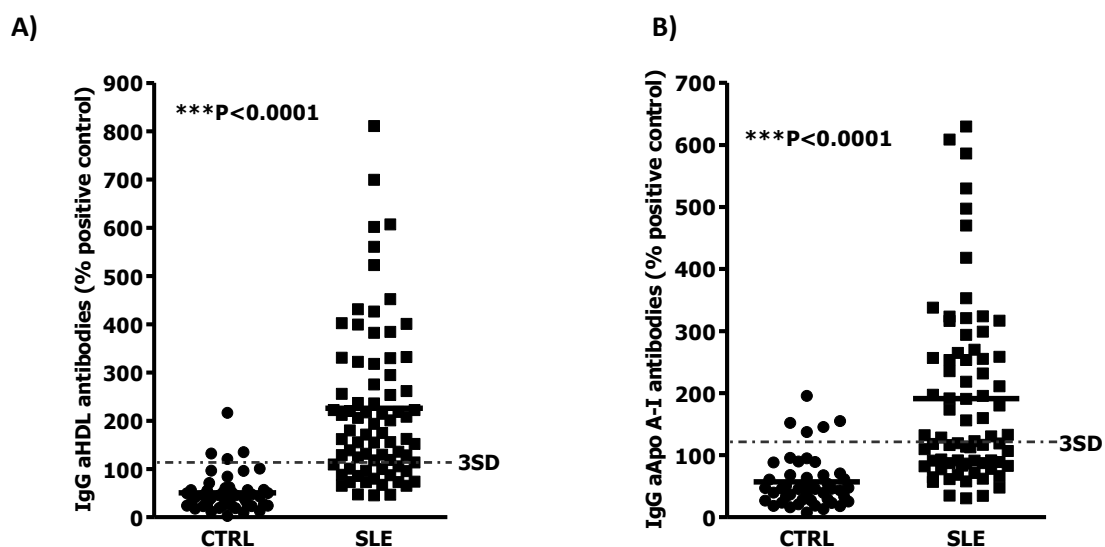 A)
IgG aHDL antibodies (% positive control)
900
800
700
600
500
400
300
200
100
0
***P<0.0001
3SD
CTRL SLE
B)
IgG aApo A-I antibodies (% positive control)
700
600
500
400
300
200
100
0
***P<0.0001
3SD
CTRL SLE